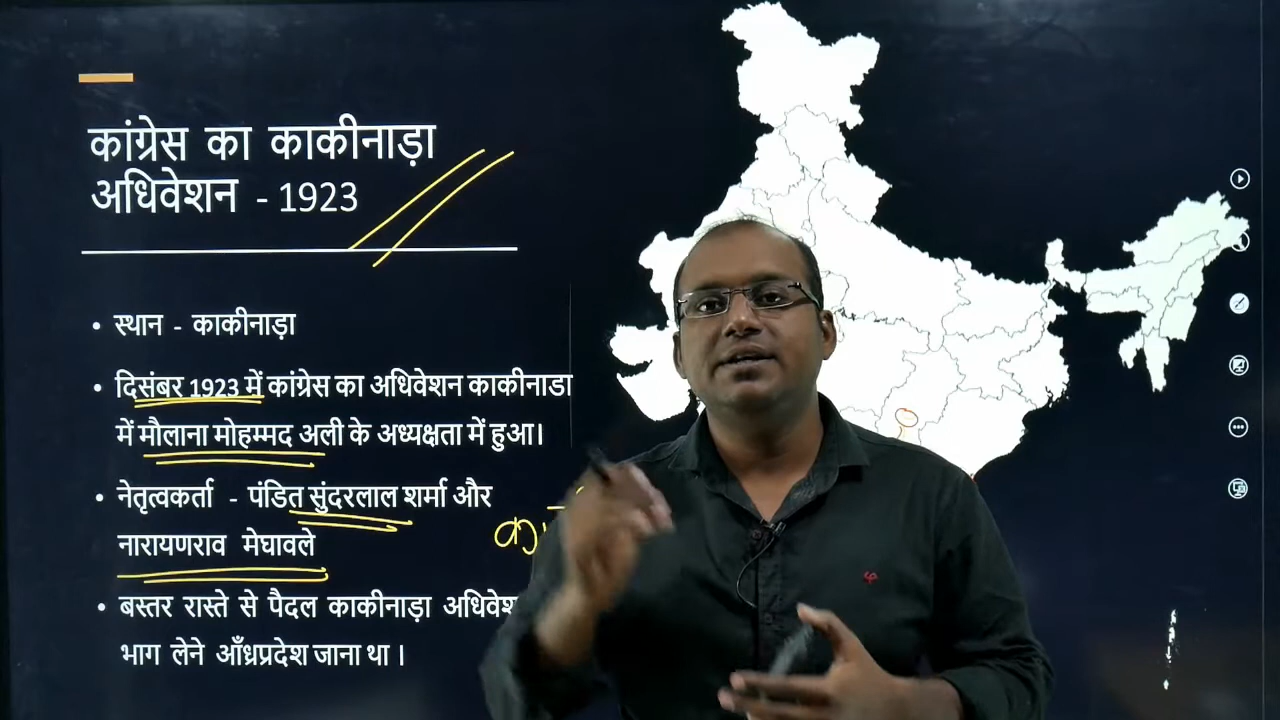 कांग्रेस का काकीनाड़ा
अधिवेशन - 1923
• स्थान - काकीनाड़ा
• दिसंबर 1923 में कांग्रेस का अधिवेशन काकीनाडा
में मौलाना मोहम्मद अली के अध्यक्षता में हुआ।
• नेतृत्वकर्ता - पंडित सुंदरलाल शर्मा और
नारायणराव मेघावले
• बस्तर रास्ते से पैदल काकीनाड़ा
भाग लेने आँध्रप्रदेश जाना था ।